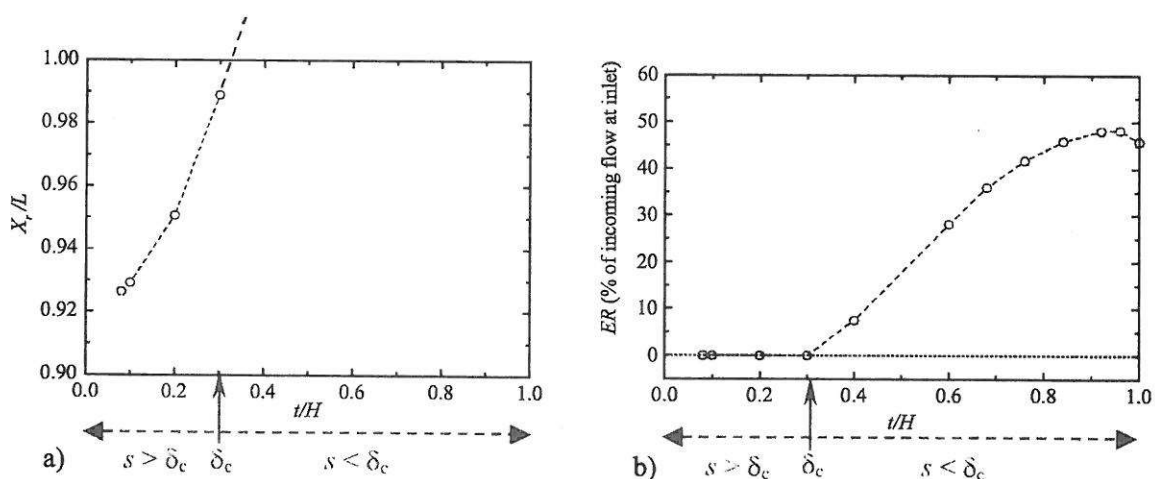 1.00
0.98
0.96
0.94
0.92
0.90
X_r/L
0.0 0.2 0.4 0.6 0.8 1.0
t/H
a) s > δ_c δ_c s < δ_c
60
50
40
30
20
10
0
ER (% of incoming flow at inlet)
0.0 0.2 0.4 0.6 0.8 1.0
t/H
b) s > δ_c δ_c s < δ_c